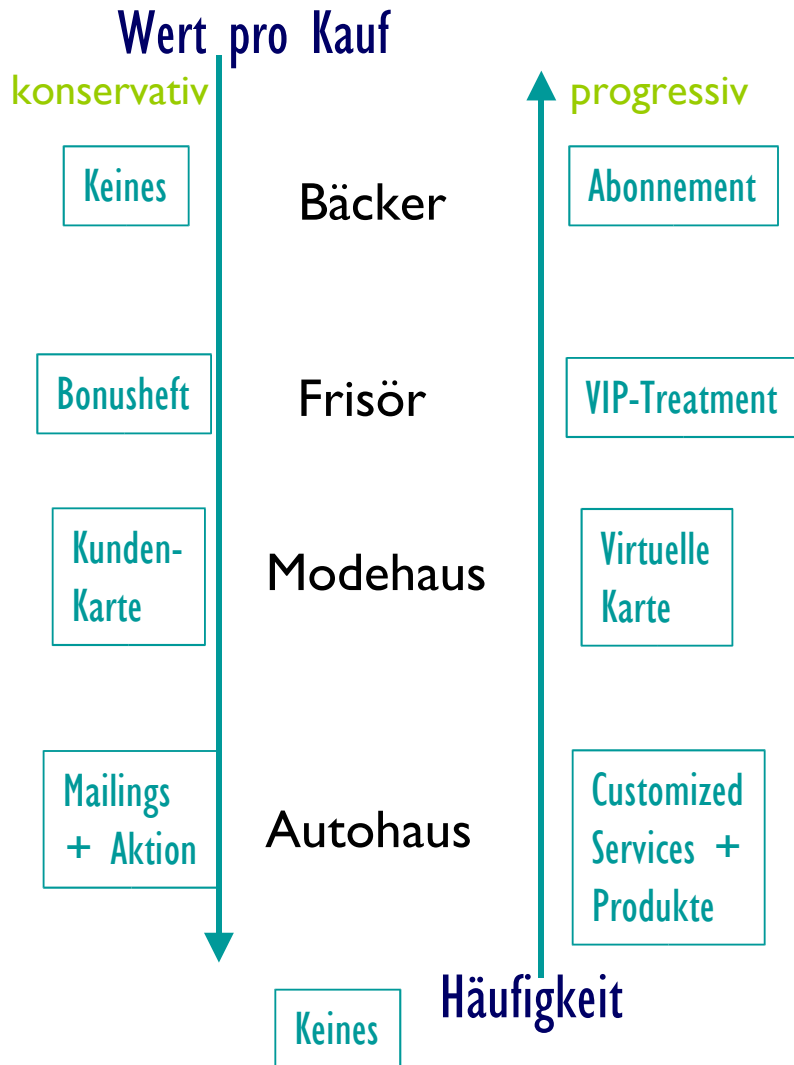 Wert pro Kauf
konservativ
progressiv
Keines
Bäcker
Abonnement
Bonusheft
Frisör
VIP-Treatment
Kunden-
Karte
Modehaus
Virtuelle
Karte
Mailings
+ Aktion
Autohaus
Customized
Services +
Produkte
Häufigkeit
Keines